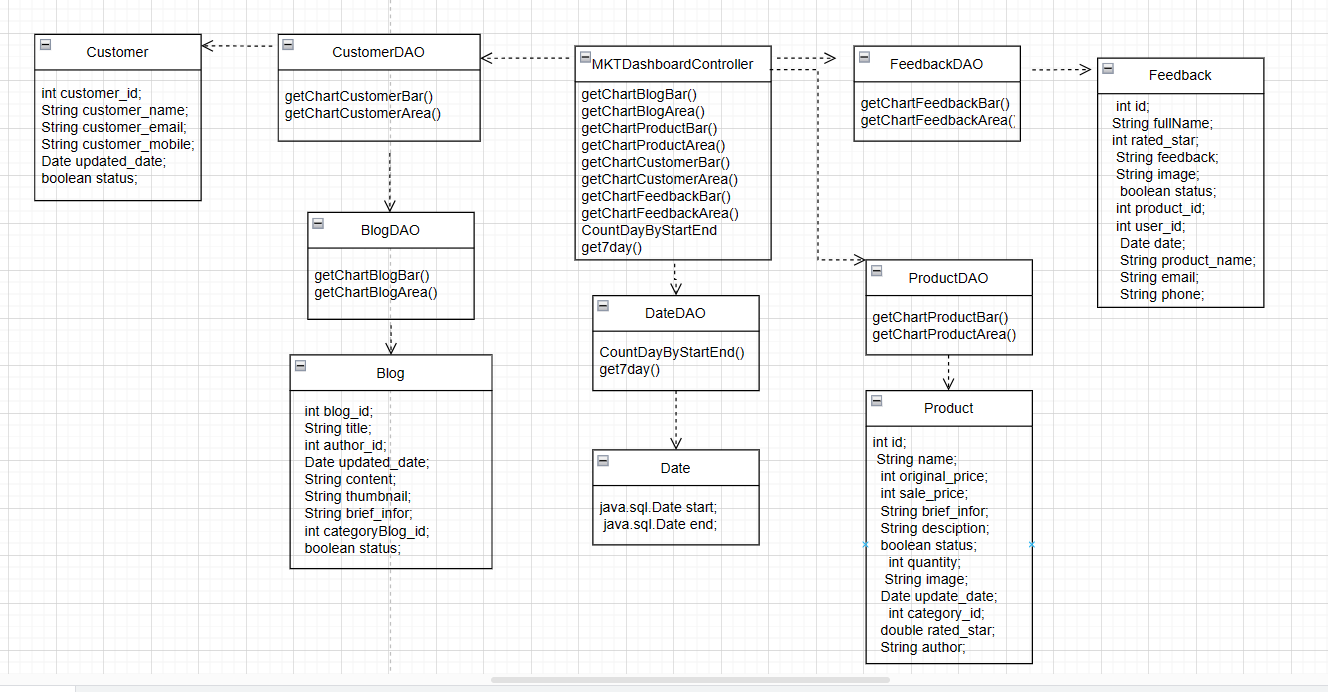 Customer
int customer_id;
String customer_name;
String customer_email;
String customer_mobile;
Date updated_date;
boolean status;
CustomerDAO
getChartCustomerBar()
getChartCustomerArea()
BlogDAO
getChartBlogBar()
getChartBlogArea()
Blog
int blog_id;
String title;
int author_id;
Date updated_date;
String content;
String thumbnail;
String brief_infor;
int categoryBlog_id;
boolean status;
MKTDashboardController
getChartBlogBar()
getChartBlogArea()
getChartProductBar()
getChartProductArea()
getChartCustomerBar()
getChartCustomerArea()
getChartFeedbackBar()
getChartFeedbackArea()
CountDayByStartEnd
get7day()
DateDAO
CountDayByStartEnd()
get7day()
Date
java.sql.Date start;
java.sql.Date end;
FeedbackDAO
getChartFeedbackBar()
getChartFeedbackArea()
ProductDAO
getChartProductBar()
getChartProductArea()
Product
int id;
String name;
int original_price;
int sale_price;
String brief_infor;
String desciption;
boolean status;
int quantity;
String image;
Date update_date;
int category_id;
double rated_star;
String author;
Feedback
int id;
String fullName;
int rated_star;
String feedback;
String image;
boolean status;
int product_id;
int user_id;
Date date;
String product_name;
String email;
String phone;